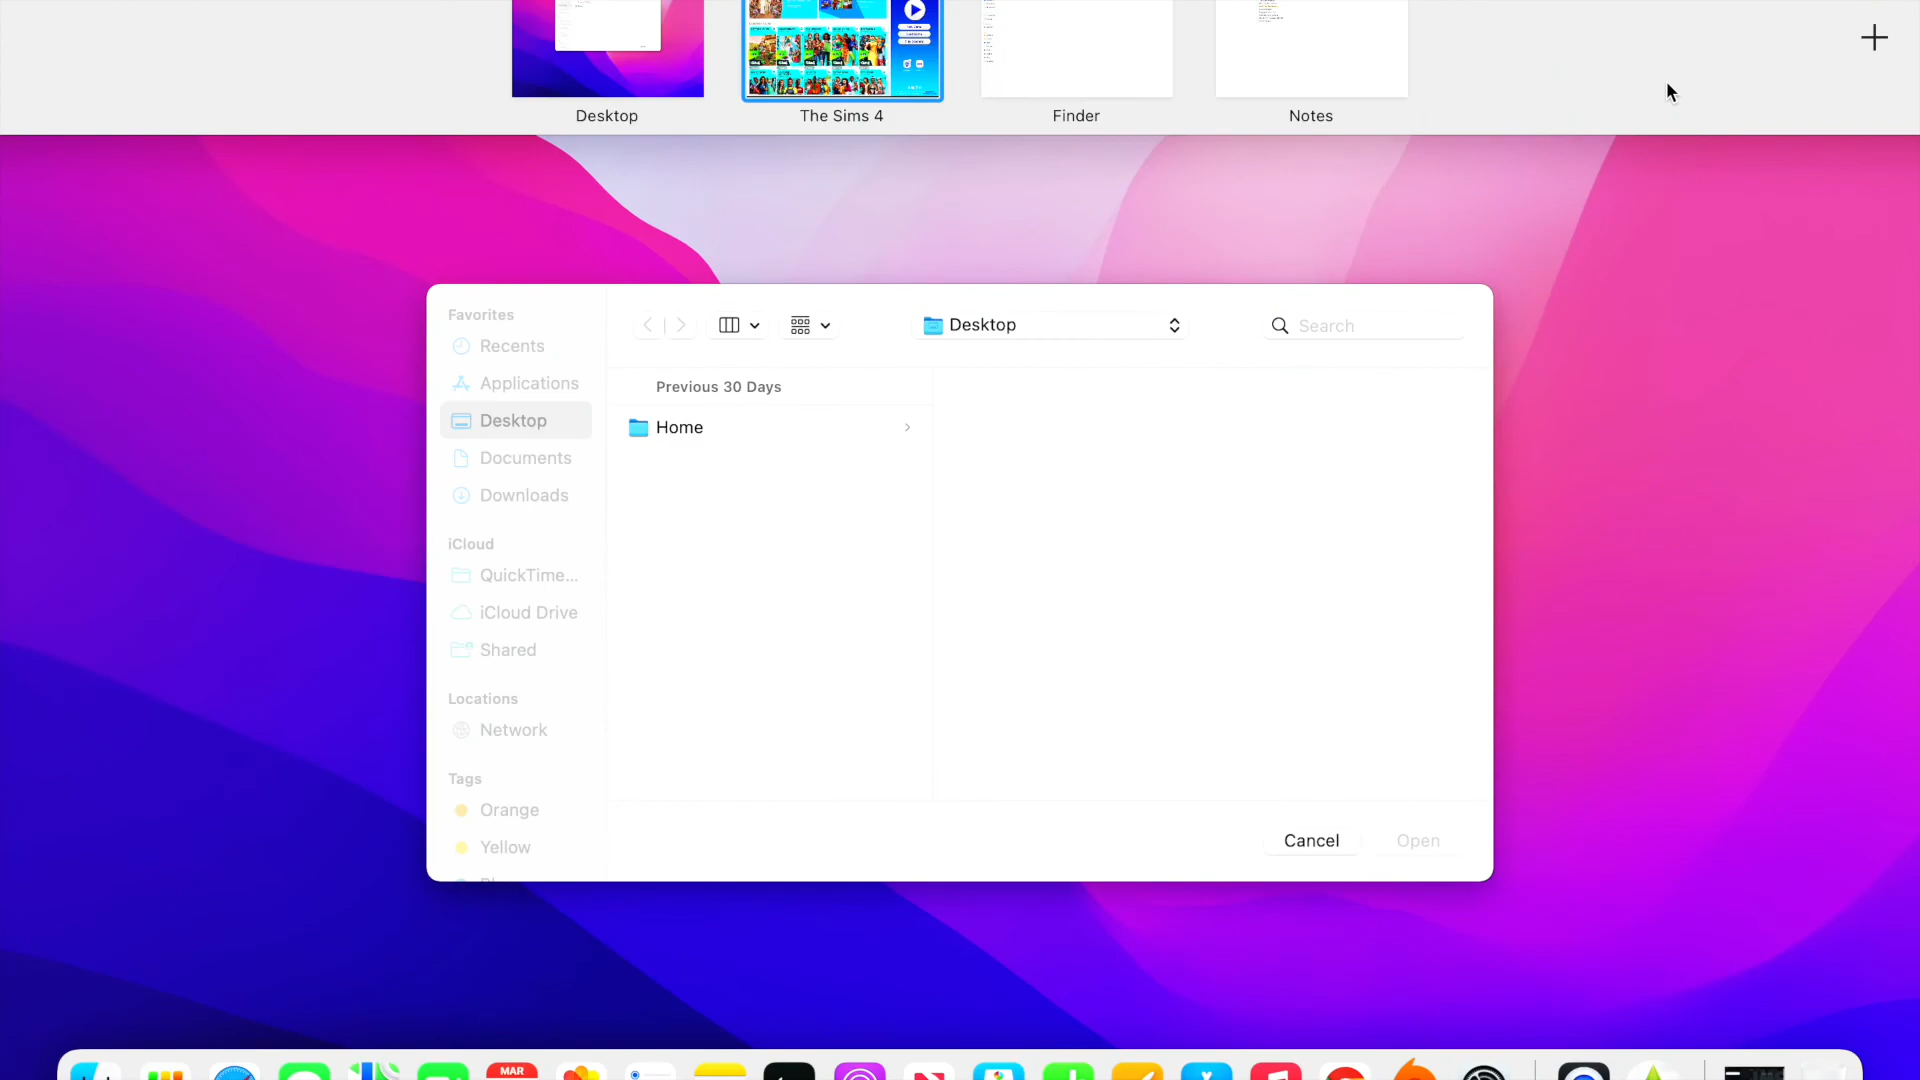 Desktop
The Sims 4
Finder
Notes
Favorites
Recents
Applications
Desktop
Documents
Downloads
iCloud
QuickTime...
iCloud Drive
Shared
Locations
Network
Tags
Orange
Yellow
Desktop
Search
Previous 30 Days
Home
Cancel
Open
MAR